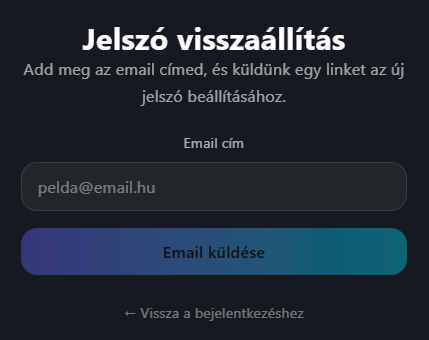 Jelszó visszaállítás
Add meg az email címed, és küldünk egy linket az új
jelszó beállításához.
Email cím
pelda@email.hu
Email küldése
← Vissza a bejelentkezéshez